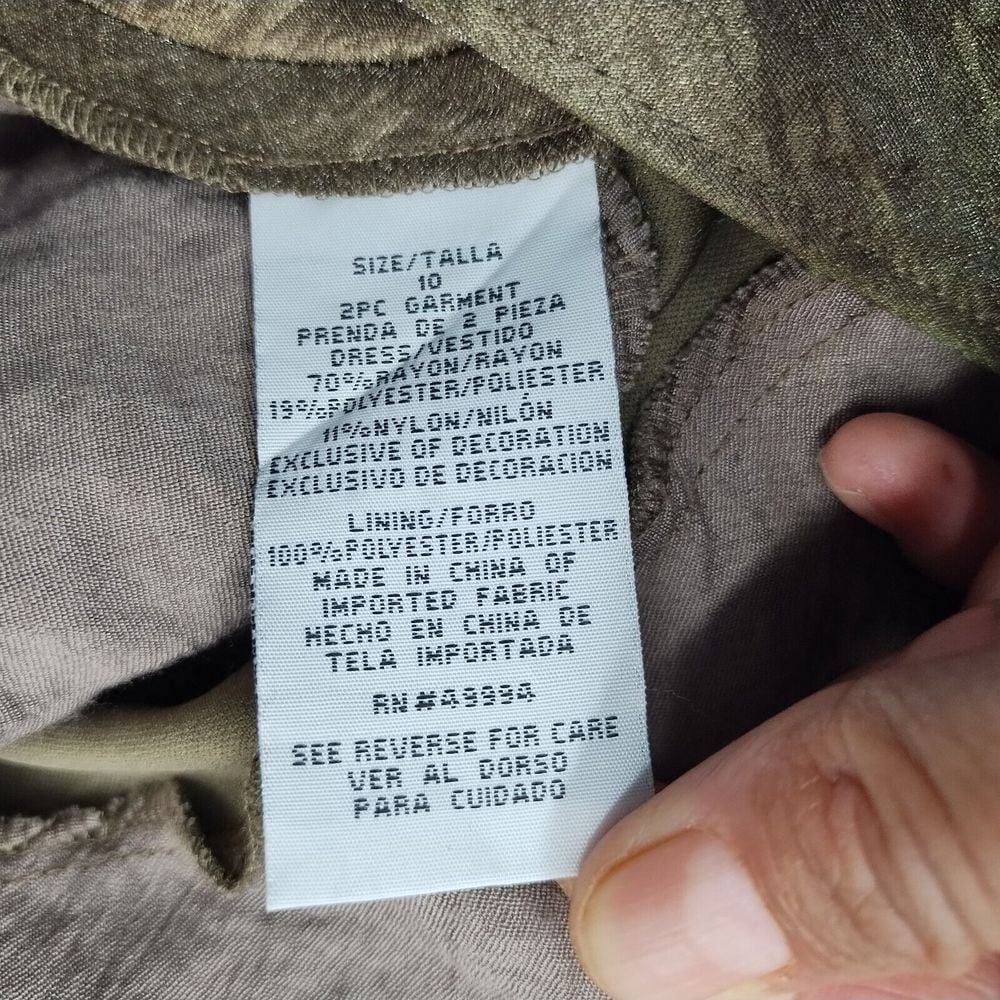 SIZE/TALLA
10
2PC GARMENT
PRENDA DE 2 PIEZA
DRESS/VESTIDO
70%RAYON/RAYON
19%POLYESTER/POLIESTER
11%NYLON/NILÓN
EXCLUSIVE OF DECORATION
EXCLUSIVO DE DECORACION
LINING/FORRO
100%POLYESTER/POLIESTER
MADE IN CHINA OF
IMPORTED FABRIC
HECHO EN CHINA DE
TELA IMPORTADA
RN#49994
SEE REVERSE FOR CARE
VER AL DORSO
PARA CUIDADO